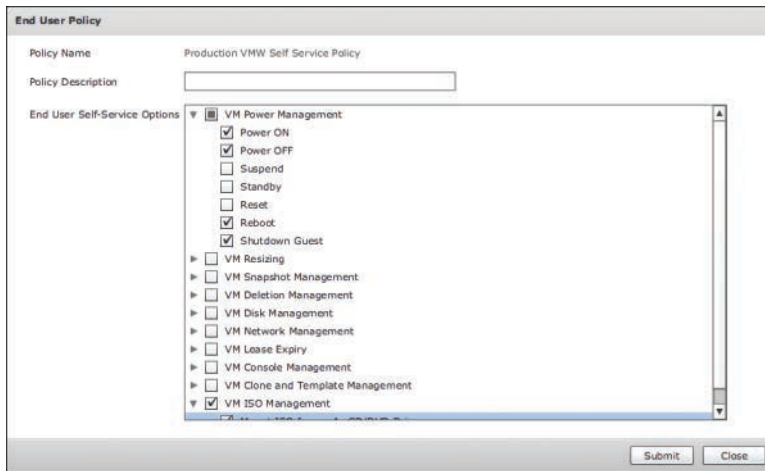 End User Policy
Policy Name Production VMW Self Service Policy
Policy Description
End User Self-Service Options VM Power Management
Power ON
Power OFF
Suspend
Standby
Reset
Reboot
Shutdown Guest
VM Resizing
VM Snapshot Management
VM Deletion Management
VM Disk Management
VM Network Management
VM Lease Expiry
VM Console Management
VM Clone and Template Management
VM ISO Management
Submit Close